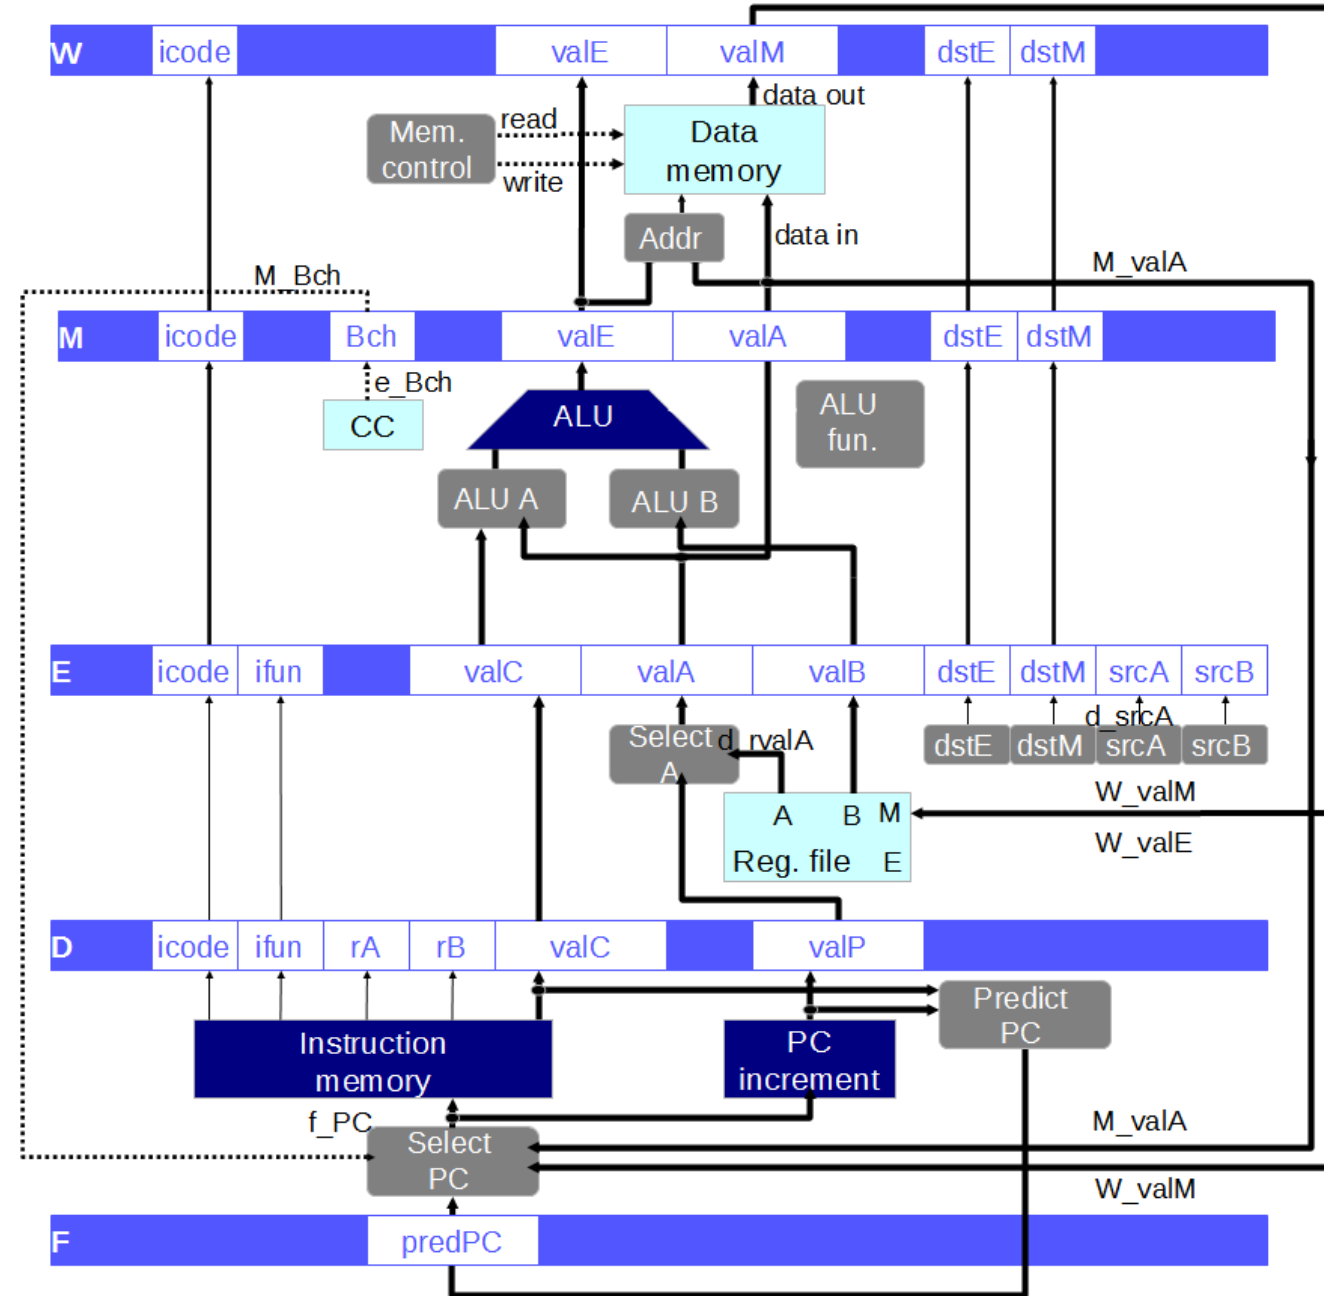 W icode valE valM dstE dstM
data out
read
Mem.
control
write
Data
memory
Addr
data in
M_Bch
M_valA
M icode Bch valE valA dstE dstM
e_Bch
CC
ALU
ALU
fun.
ALU A
ALU B
E icode ifun valC valA valB dstE dstM srcA srcB
d_srcA
Select
A
d_rvalA
dstE dstM srcA srcB
W_valM
A B M
W_valE
Reg. file E
D icode ifun rA rB valC valP
Predict
PC
Instruction
memory
PC
increment
f_PC
M_valA
Select
PC
W_valM
F predPC